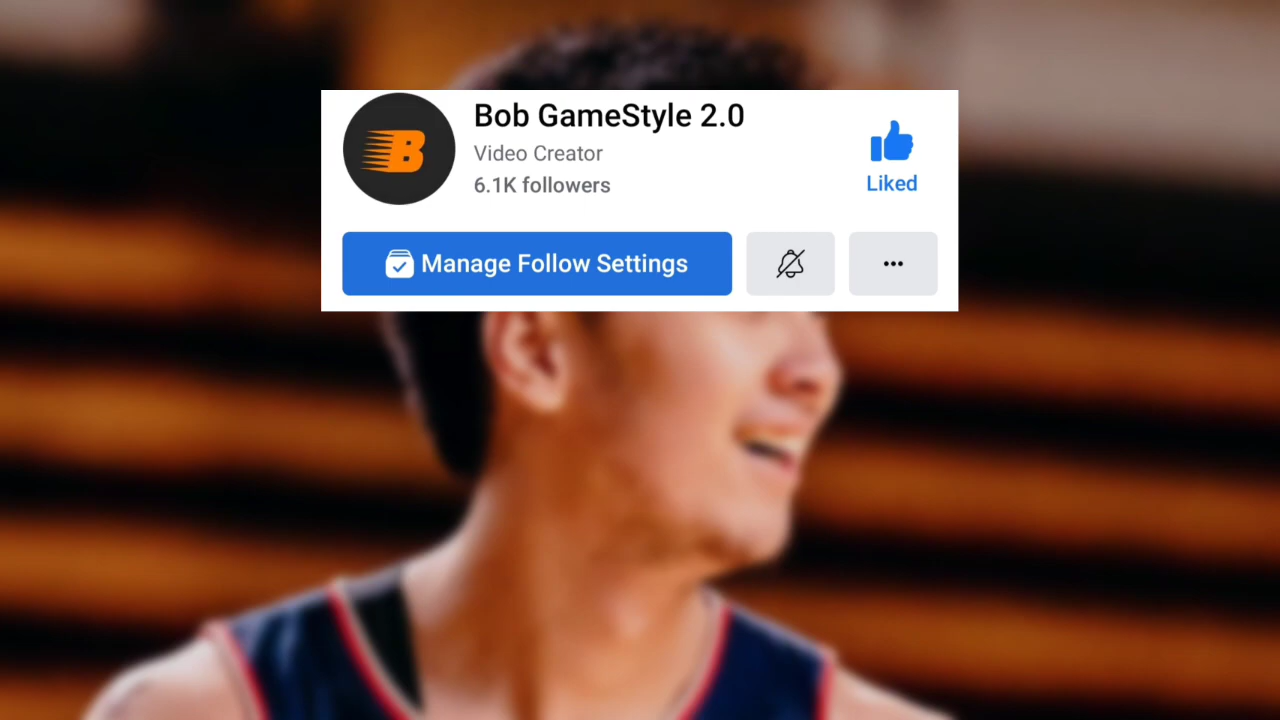 B
Bob GameStyle 2.0
Video Creator
6.1K followers
Liked
Manage Follow Settings